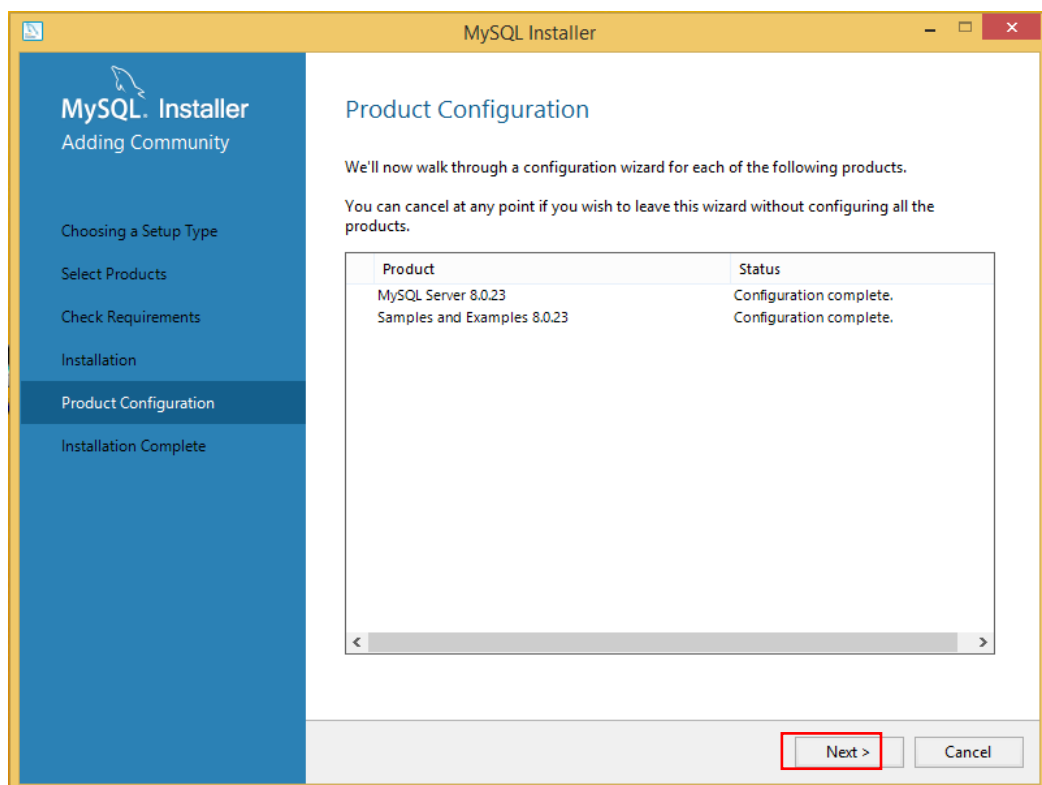 MySQL Installer
MySQL. Installer
Adding Community
Choosing a Setup Type
Select Products
Check Requirements
Installation
Product Configuration
Installation Complete
Product Configuration
We'll now walk through a configuration wizard for each of the following products.
You can cancel at any point if you wish to leave this wizard without configuring all the
products.
Product Status
MySQL Server 8.0.23 Configuration complete.
Samples and Examples 8.0.23 Configuration complete.
Next > Cancel